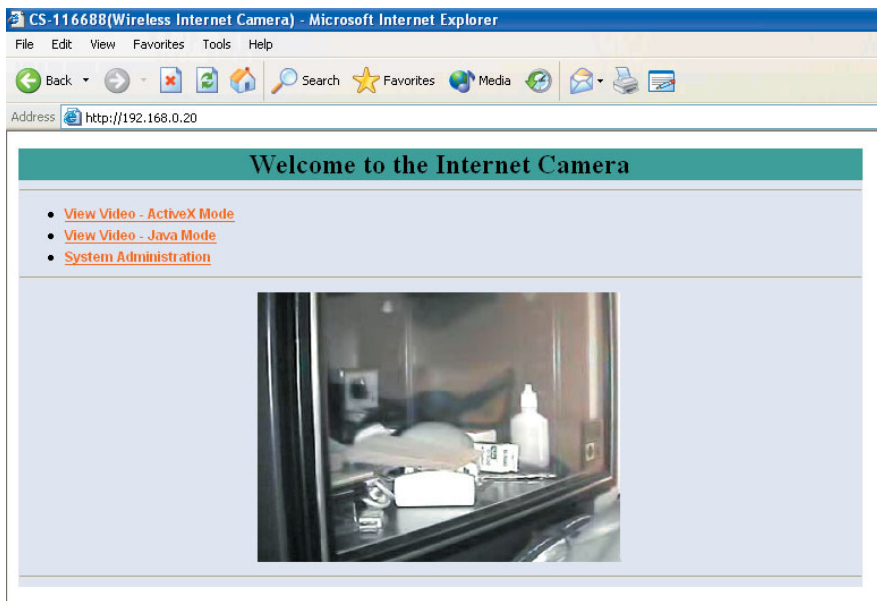 CS-116688(Wireless Internet Camera) - Microsoft Internet Explorer
File Edit View Favorites Tools Help
Back Search Favorites Media
Address http://192.168.0.20
Welcome to the Internet Camera
View Video - ActiveX Mode
View Video - Java Mode
System Administration